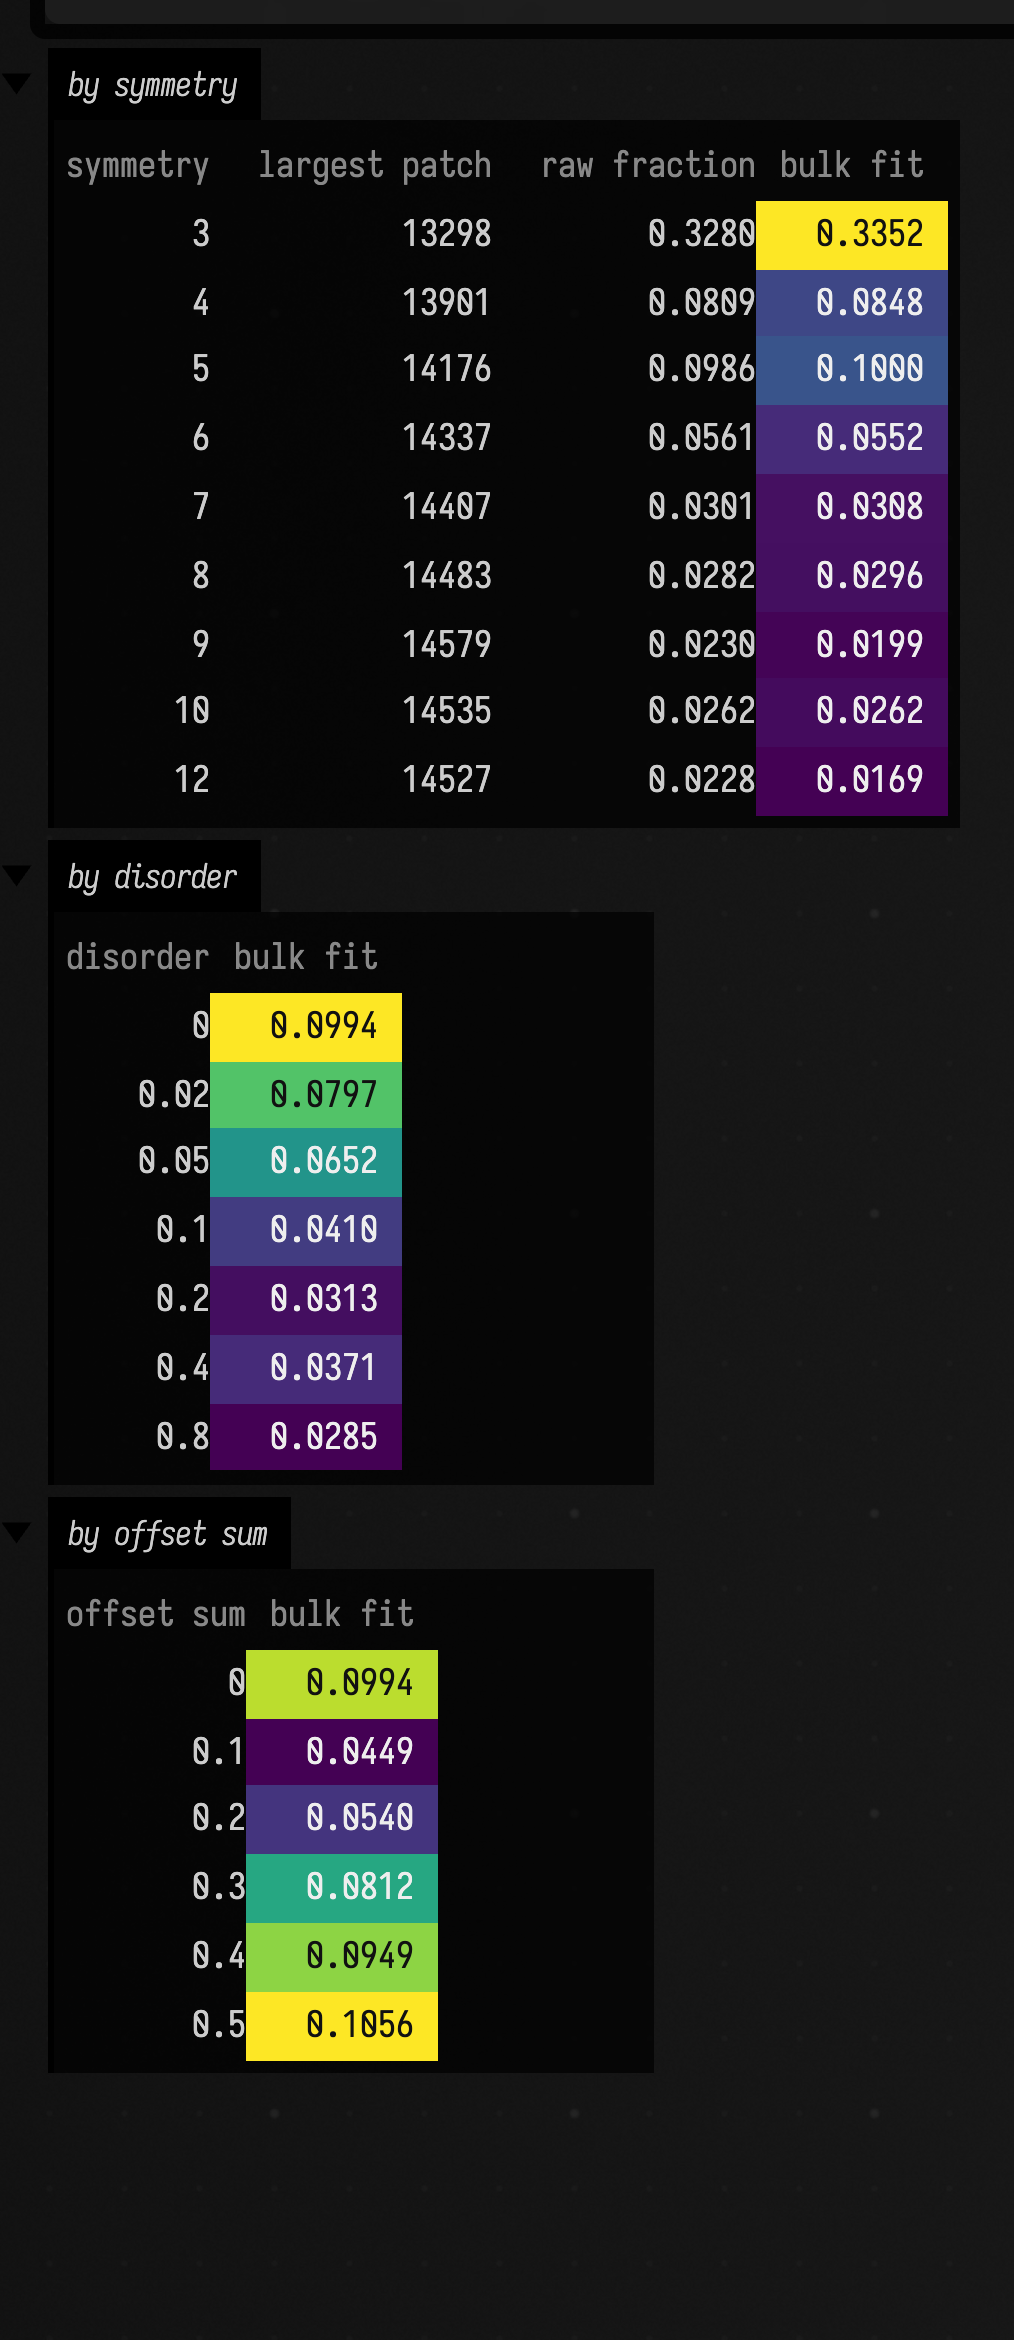 by symmetry
symmetry largest patch raw fraction bulk fit
3 13298 0.3280 0.3352
4 13901 0.0809 0.0848
5 14176 0.0986 0.1000
6 14337 0.0561 0.0552
7 14407 0.0301 0.0308
8 14483 0.0282 0.0296
9 14579 0.0230 0.0199
10 14535 0.0262 0.0262
12 14527 0.0228 0.0169
by disorder
disorder bulk fit
0 0.0994
0.02 0.0797
0.05 0.0652
0.1 0.0410
0.2 0.0313
0.4 0.0371
0.8 0.0285
by offset sum
offset sum bulk fit
0 0.0994
0.1 0.0449
0.2 0.0540
0.3 0.0812
0.4 0.0949
0.5 0.1056